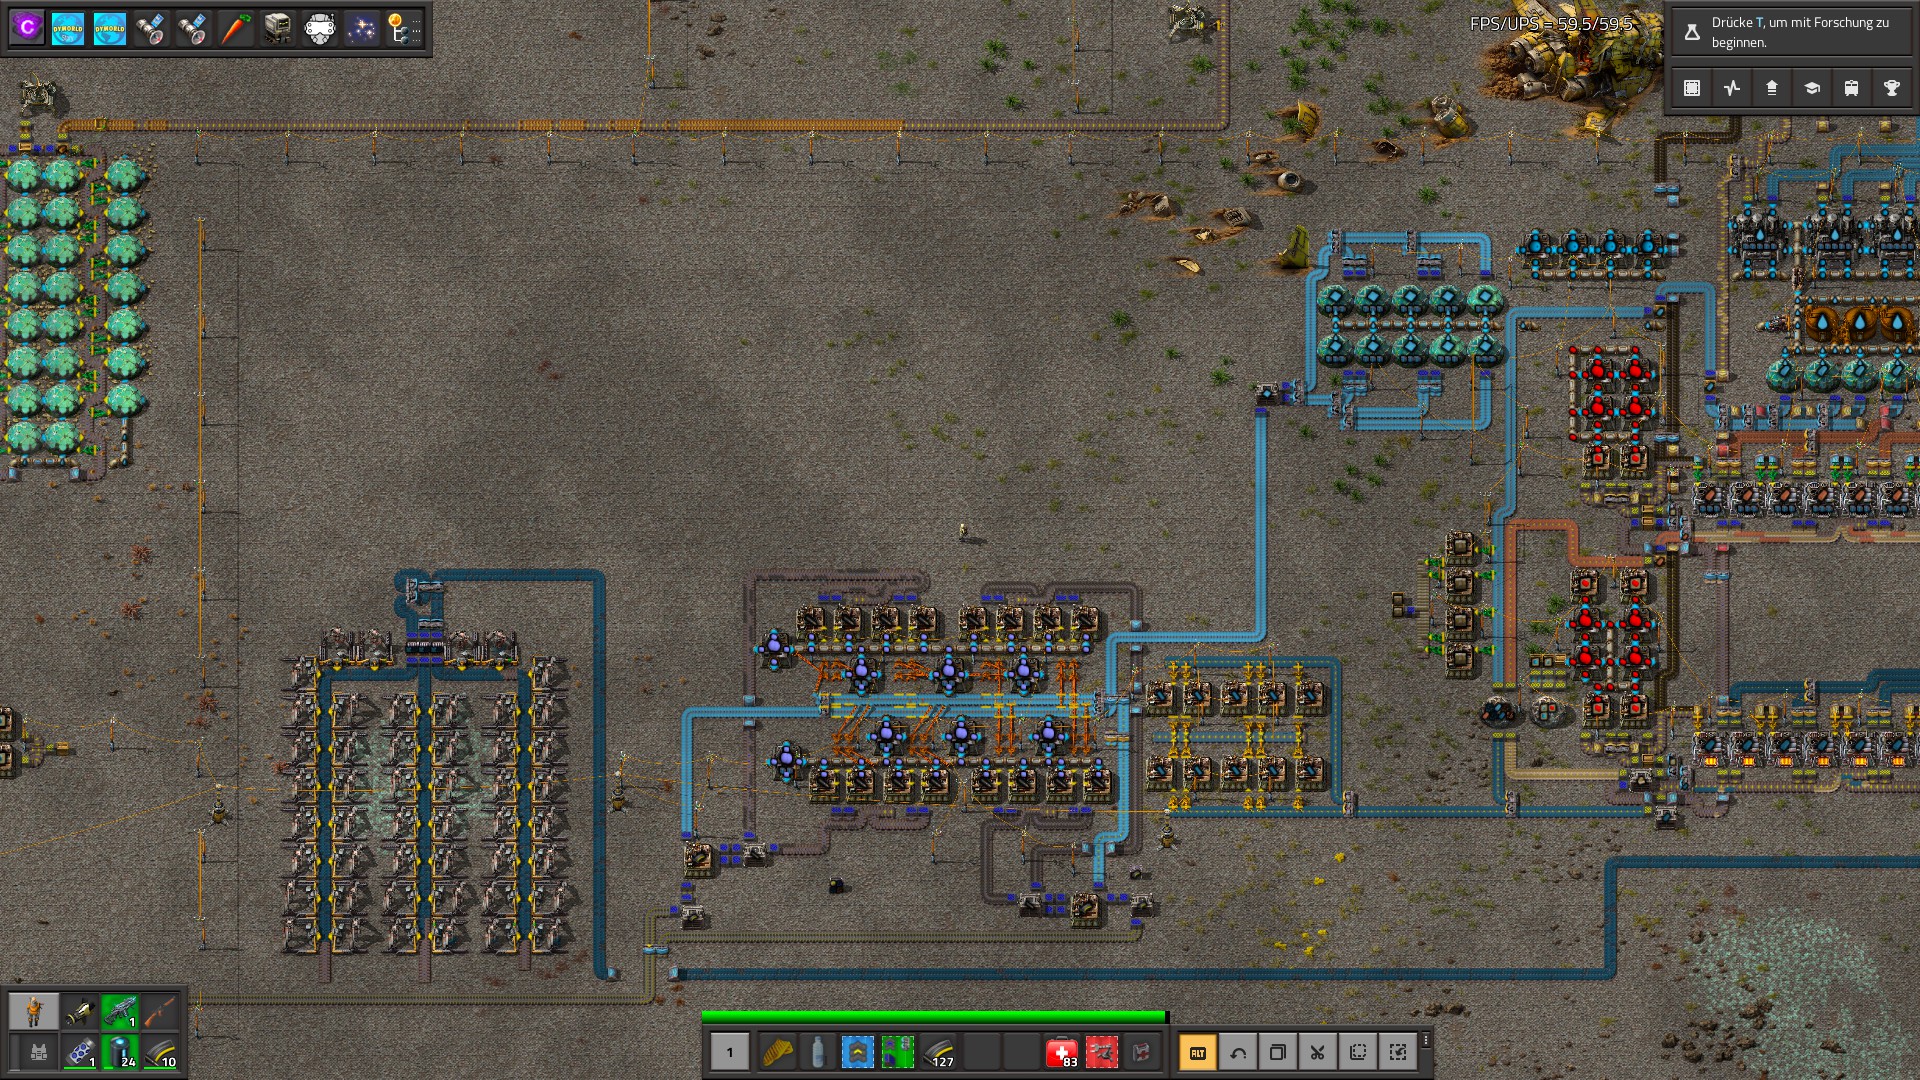 C
DYWORLD
DYWORLD
FPS/UPS = 59.5/59.5
Drücke T, um mit Forschung zu
beginnen.
1
1
24
10
1
127
83
ALT